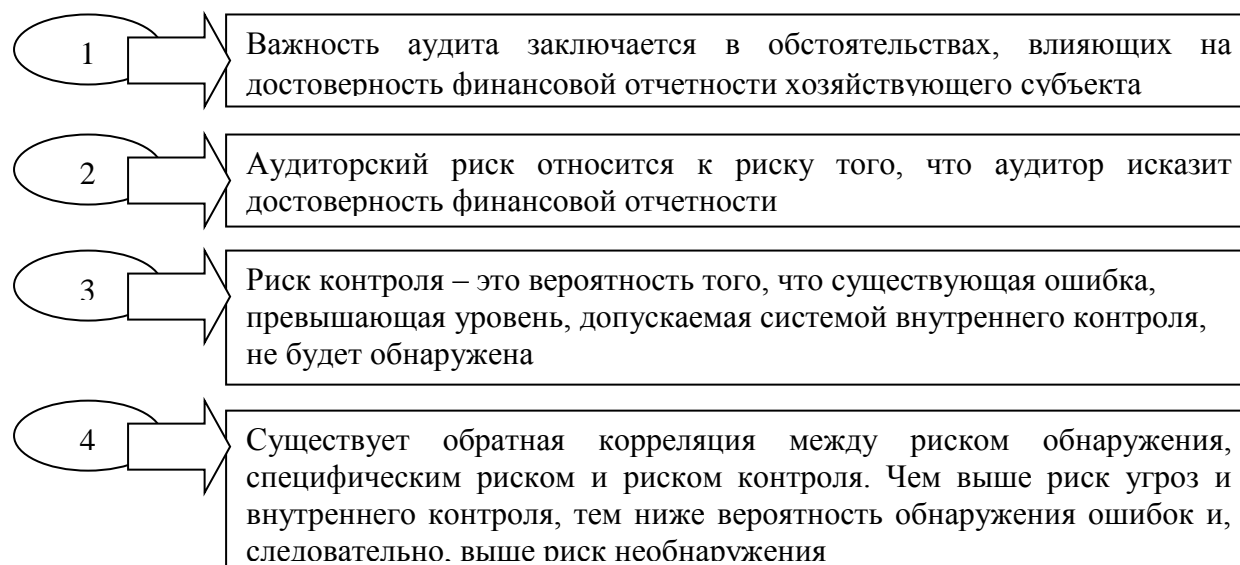 1
Важность аудита заключается в обстоятельствах, влияющих на
достоверность финансовой отчетности хозяйствующего субъекта
2
Аудиторский риск относится к риску того, что аудитор исказит
достоверность финансовой отчетности
3
Риск контроля – это вероятность того, что существующая ошибка,
превышающая уровень, допускаемая системой внутреннего контроля,
не будет обнаружена
4
Существует обратная корреляция между риском обнаружения,
специфическим риском и риском контроля. Чем выше риск угроз и
внутреннего контроля, тем ниже вероятность обнаружения ошибок и,
следовательно, выше риск необнаружения